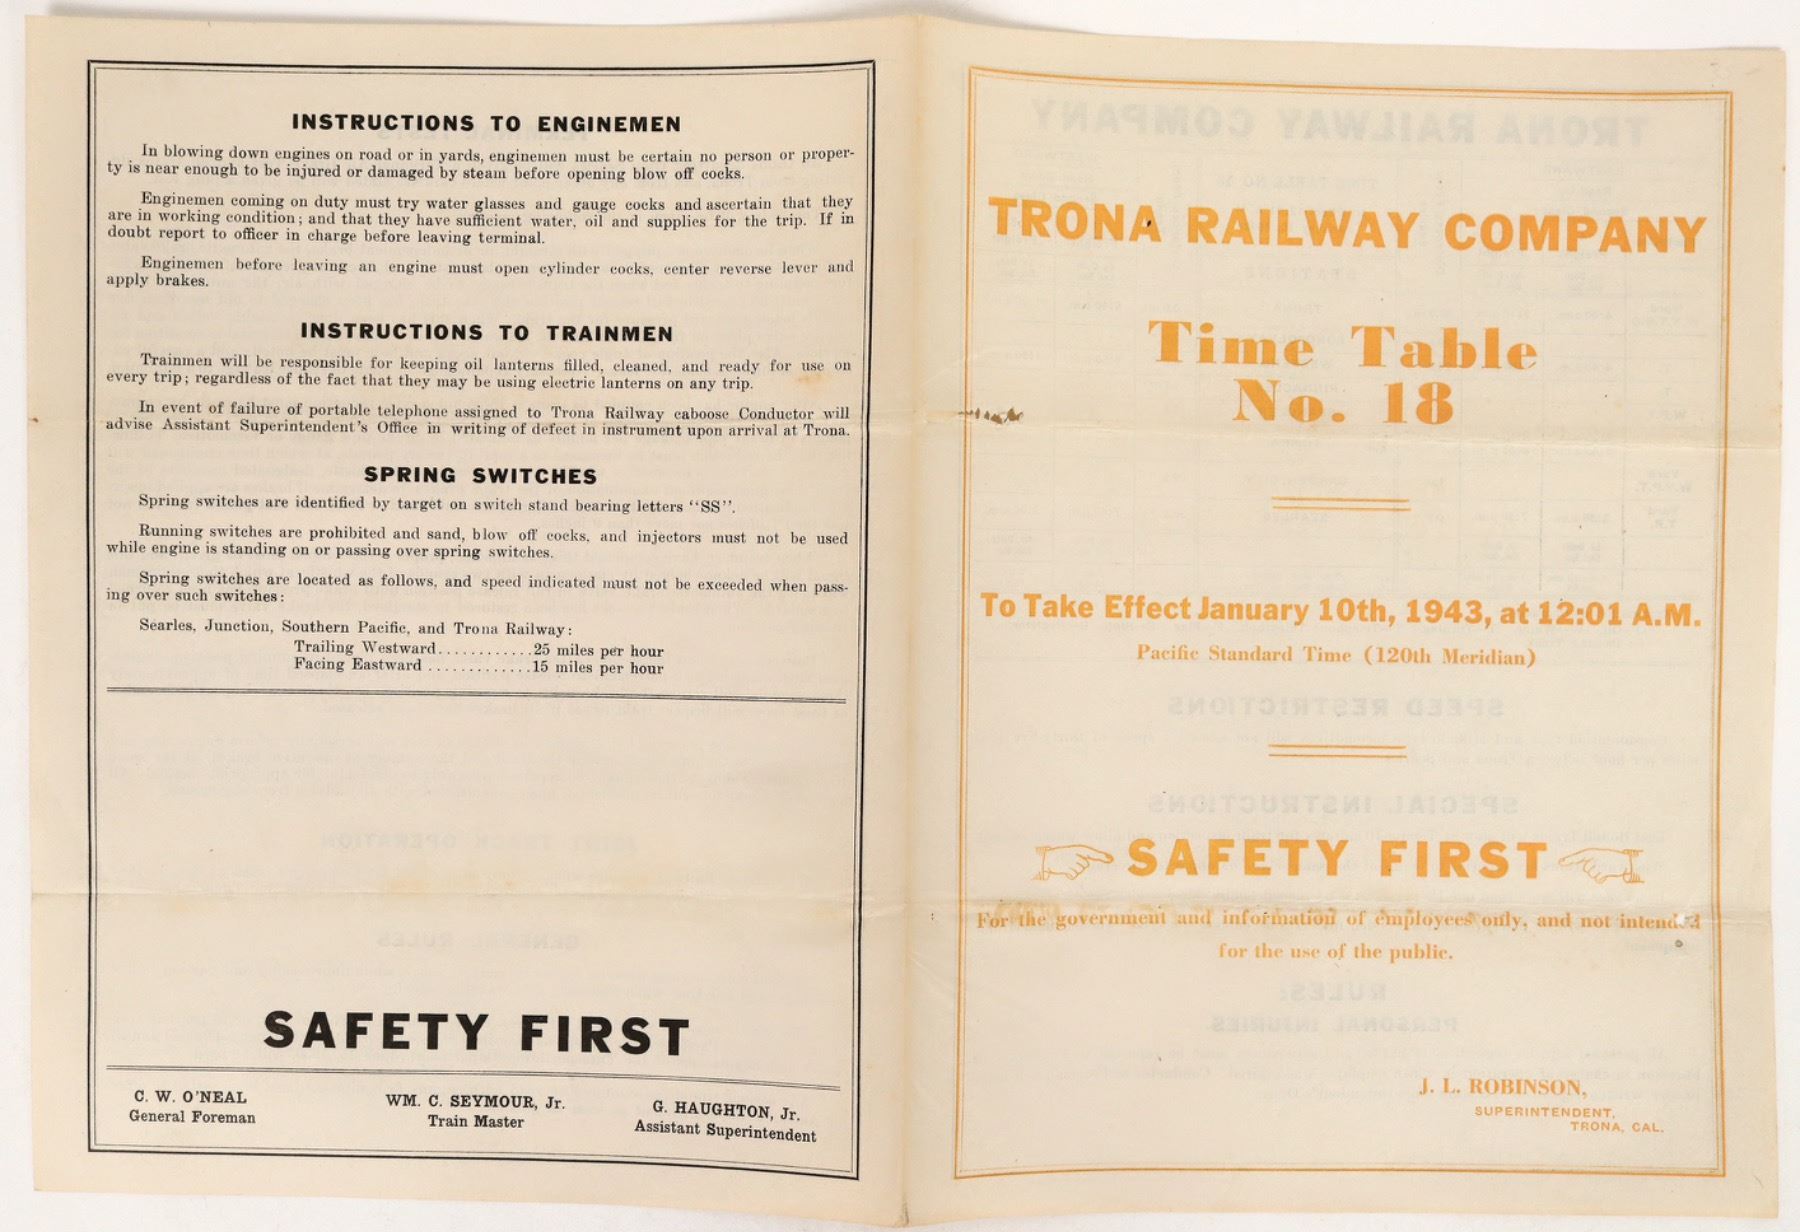 INSTRUCTIONS TO ENGINEMEN
In blowing down engines on road or in yards, enginemen must be certain no person or proper-
ty is near enough to be injured or damaged by steam before opening blow off cocks.
Enginemen coming on duty must try water glasses and gauge cocks and ascertain that they
are in working condition; and that they have sufficient water, oil and supplies for the trip. If in
doubt report to officer in charge before leaving terminal.
Enginemen before leaving an engine must open cylinder cocks, center reverse lever and
apply brakes.
INSTRUCTIONS TO TRAINMEN
Trainmen will be responsible for keeping oil lanterns filled, cleaned, and ready for use on
every trip; regardless of the fact that they may be using electric lanterns on any trip.
In event of failure of portable telephone assigned to Trona Railway caboose Conductor will
advise Assistant Superintendent's Office in writing of defect in instrument upon arrival at Trona.
SPRING SWITCHES
Spring switches are identified by target on switch stand bearing letters "SS".
Running switches are prohibited and sand, blow off cocks, and injectors must not be used
while engine is standing on or passing over spring switches.
Spring switches are located as follows, and speed indicated must not be exceeded when pass-
ing over such switches:
Searles, Junction, Southern Pacific, and Trona Railway:
Trailing Westward............25 miles per hour
Facing Eastward .............15 miles per hour
SAFETY FIRST
C. W. O'NEAL
General Foreman
WM. C. SEYMOUR, Jr.
Train Master
G. HAUGHTON, Jr.
Assistant Superintendent
TRONA RAILWAY COMPANY
Time Table
No. 18
To Take Effect January 10th, 1943, at 12:01 A.M.
Pacific Standard Time (120th Meridian)
SAFETY FIRST
For the government and information of employees only, and not intended
for the use of the public.
J. L. ROBINSON,
SUPERINTENDENT,
TRONA, CAL.